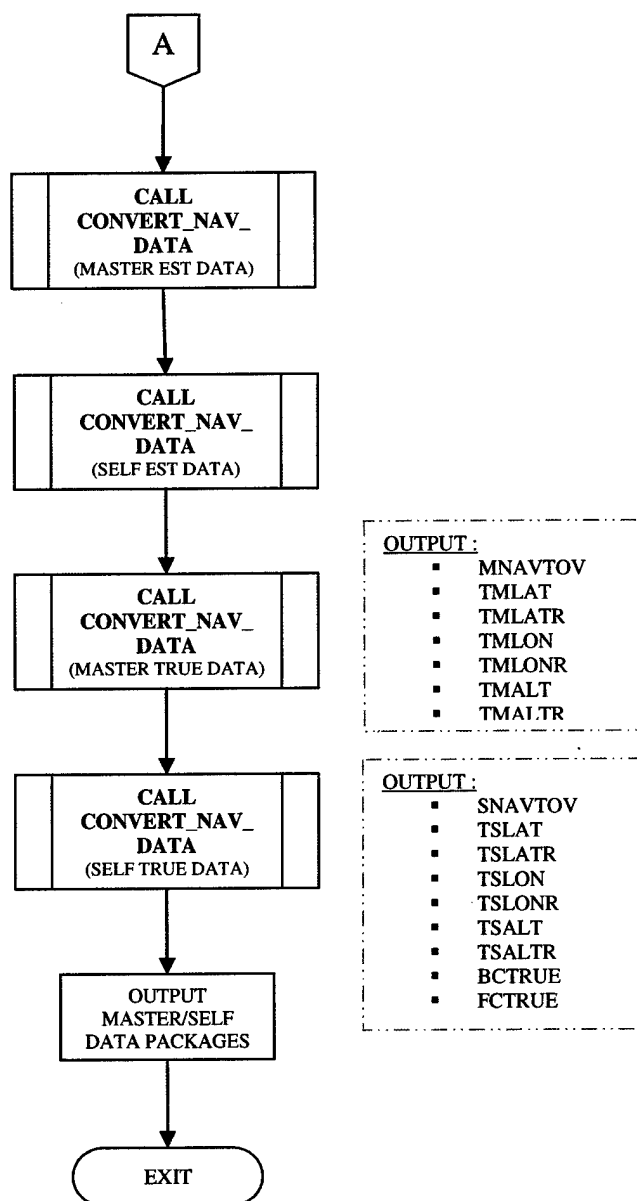 A
CALL
CONVERT_NAV_
DATA
(MASTER EST DATA)
CALL
CONVERT_NAV_
DATA
(SELF EST DATA)
CALL
CONVERT_NAV_
DATA
(MASTER TRUE DATA)
OUTPUT :
▪ MNAVTOV
▪ TMLAT
▪ TMLATR
▪ TMLON
▪ TMLONR
▪ TMALT
▪ TMALTR
CALL
CONVERT_NAV_
DATA
(SELF TRUE DATA)
OUTPUT :
▪ SNAVTOV
▪ TSLAT
▪ TSLATR
▪ TSLON
▪ TSLONR
▪ TSALT
▪ TSALTR
▪ BCTRUE
▪ FCTRUE
OUTPUT
MASTER/SELF
DATA PACKAGES
EXIT